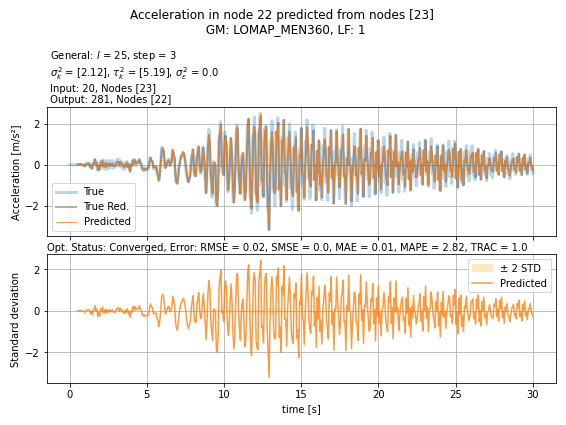 Acceleration in node 22 predicted from nodes [23]
GM: LOMAP_MEN360, LF: 1
General: l = 25, step = 3
σ²ₖ = [2.12], τ²ₖ = [5.19], σ²ε = 0.0
Input: 20, Nodes [23]
Output: 281, Nodes [22]
Acceleration [m/s²]
2
0
−2
True
True Red.
Predicted
Opt. Status: Converged, Error: RMSE = 0.02, SMSE = 0.0, MAE = 0.01, MAPE = 2.82, TRAC = 1.0
Standard deviation
2
0
−2
± 2 STD
Predicted
0 5 10 15 20 25 30
time [s]